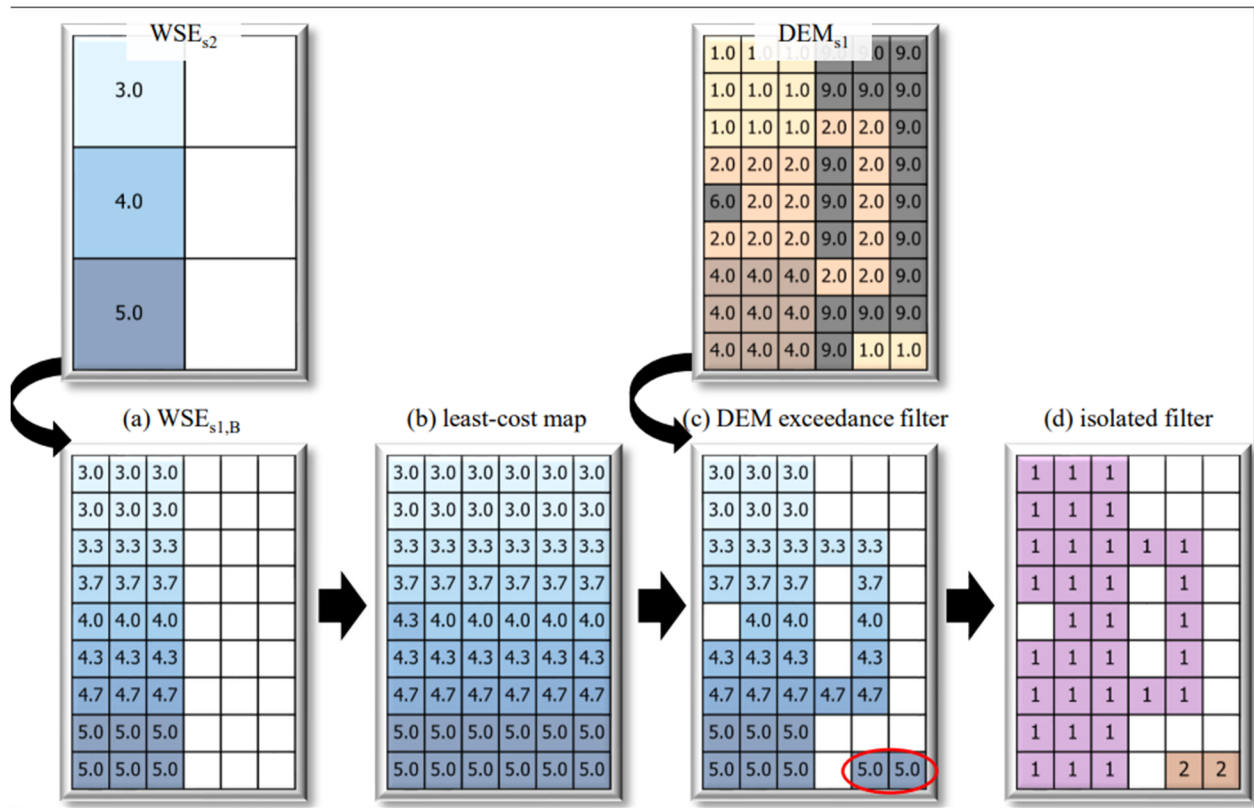 WSEs2
3.0
4.0
5.0
DEMs1
1.0 1.0 1.0 9.0 9.0 9.0
1.0 1.0 1.0 9.0 9.0 9.0
1.0 1.0 1.0 2.0 2.0 9.0
2.0 2.0 2.0 9.0 2.0 9.0
6.0 2.0 2.0 9.0 2.0 9.0
2.0 2.0 2.0 9.0 2.0 9.0
4.0 4.0 4.0 2.0 2.0 9.0
4.0 4.0 4.0 9.0 9.0 9.0
4.0 4.0 4.0 9.0 1.0 1.0
(a) WSEs1,B
3.0 3.0 3.0
3.0 3.0 3.0
3.3 3.3 3.3
3.7 3.7 3.7
4.0 4.0 4.0
4.3 4.3 4.3
4.7 4.7 4.7
5.0 5.0 5.0
5.0 5.0 5.0
(b) least-cost map
3.0 3.0 3.0 3.0 3.0 3.0
3.0 3.0 3.0 3.0 3.0 3.0
3.3 3.3 3.3 3.3 3.3 3.3
3.7 3.7 3.7 3.7 3.7 3.7
4.3 4.0 4.0 4.0 4.0 4.0
4.3 4.3 4.3 4.3 4.3 4.3
4.7 4.7 4.7 4.7 4.7 4.7
5.0 5.0 5.0 5.0 5.0 5.0
5.0 5.0 5.0 5.0 5.0 5.0
(c) DEM exceedance filter
3.0 3.0 3.0
3.0 3.0 3.0
3.3 3.3 3.3 3.3 3.3
3.7 3.7 3.7 3.7
4.0 4.0 4.0
4.3 4.3 4.3 4.3
4.7 4.7 4.7 4.7 4.7
5.0 5.0 5.0
5.0 5.0 5.0 5.0 5.0
(d) isolated filter
1 1 1
1 1 1
1 1 1 1 1
1 1 1 1
1 1 1
1 1 1 1
1 1 1 1 1
1 1 1
1 1 1 2 2